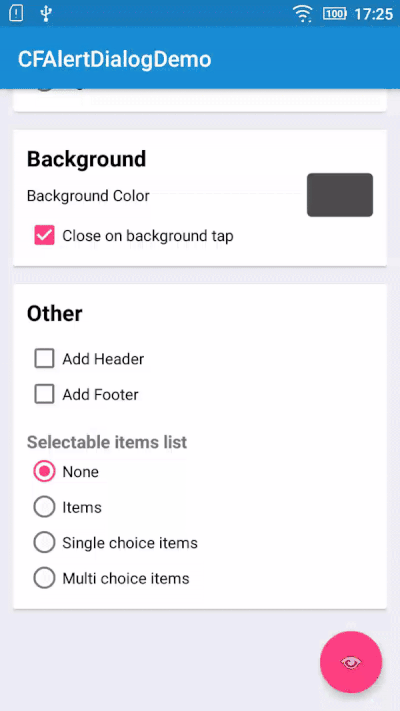 100 17:25
CFAlertDialogDemo
Background
Background Color
Close on background tap
Other
Add Header
Add Footer
Selectable items list
None
Items
Single choice items
Multi choice items